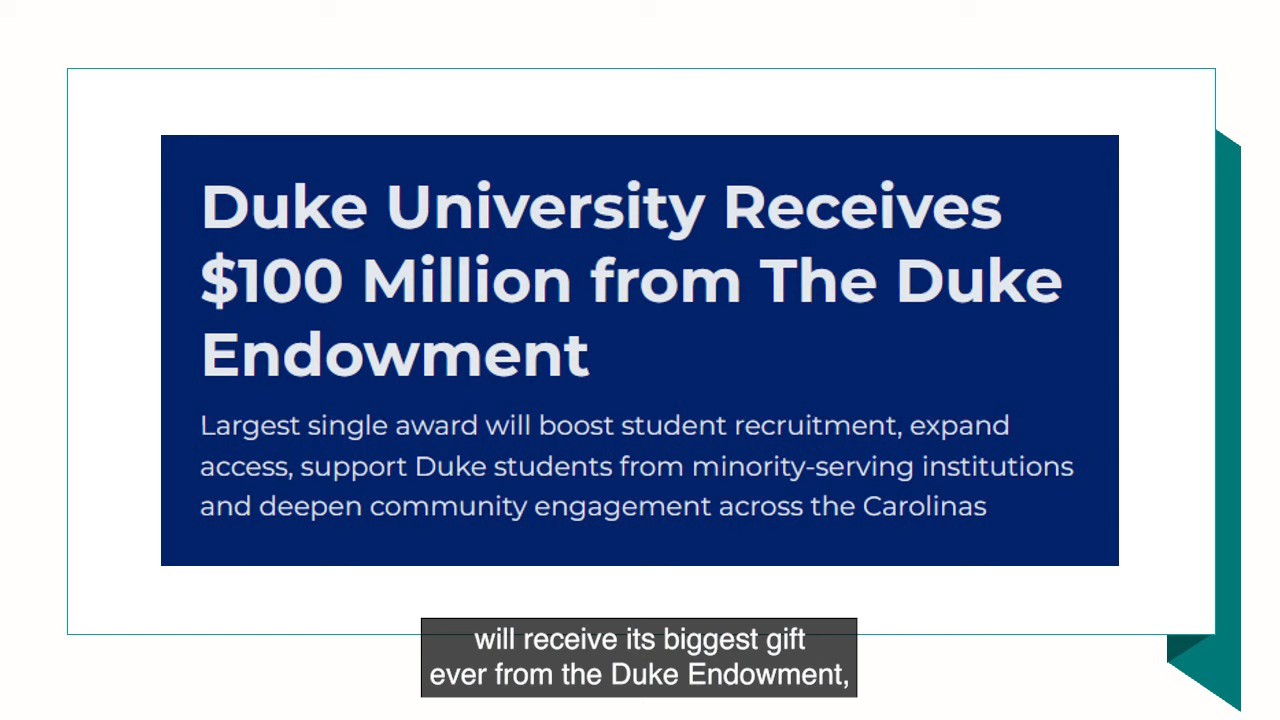 Duke University Receives
$100 Million from The Duke
Endowment
Largest single award will boost student recruitment, expand
access, support Duke students from minority-serving institutions
and deepen community engagement across the Carolinas
will receive its biggest gift
ever from the Duke Endowment,